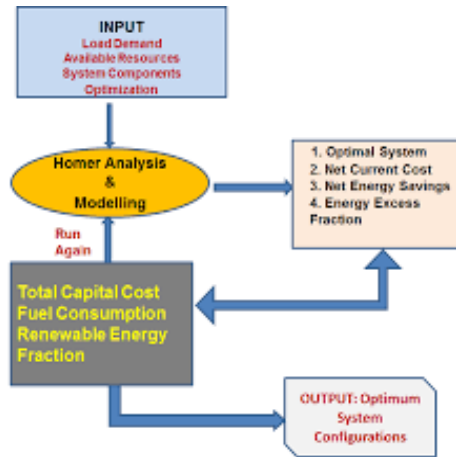 INPUT
Load Demand
Available Resources
System Components
Optimization
Homer Analysis
&
Modelling
1. Optimal System
2. Net Current Cost
3. Net Energy Savings
4. Energy Excess
Fraction
Run
Again
Total Capital Cost
Fuel Consumption
Renewable Energy
Fraction
OUTPUT: Optimum
System
Configurations